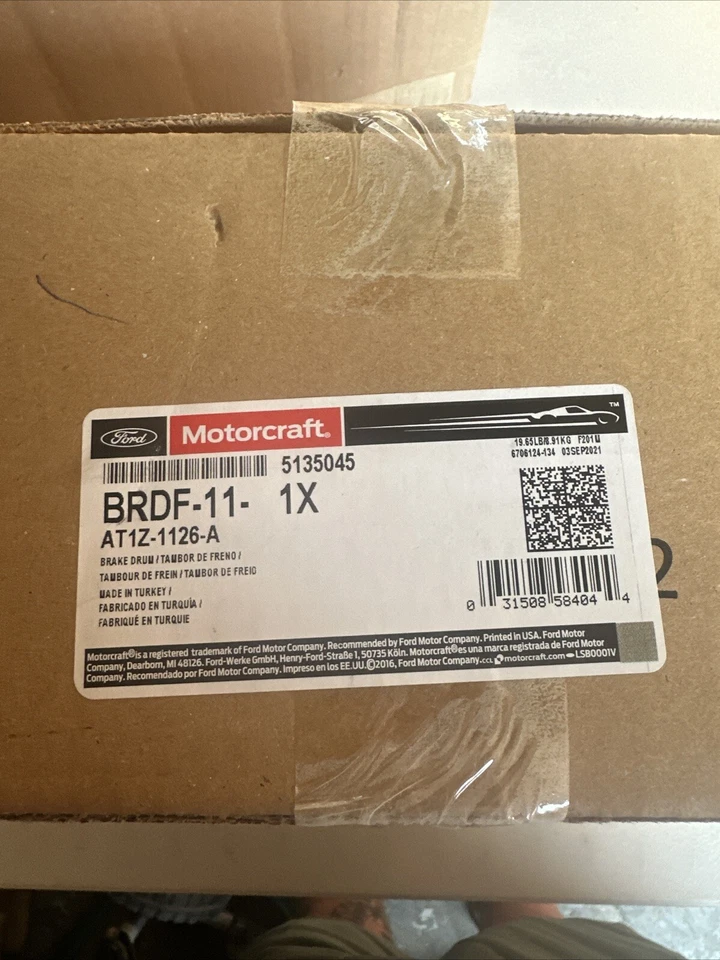 Ford
Motorcraft®
TM
5135045
19.65LB/8.91KG F201U
6706124-134 03SEP2021
BRDF-11- 1X
AT1Z-1126-A
BRAKE DRUM / TAMBOR DE FRENO /
TAMBOUR DE FREIN / TAMBOR DE FREIO
MADE IN TURKEY /
FABRICADO EN TURQUÍA /
FABRIQUÉ EN TURQUIE
0 31508 58404 4
2
Motorcraft® is a registered trademark of Ford Motor Company. Recommended by Ford Motor Company. Printed in USA. Ford Motor
Company, Dearborn, MI 48126. Ford-Werke GmbH, Henry-Ford-Straße 1, 50735 Köln. Motorcraft® es una marca registrada de Ford Motor
Company. Recomendado por Ford Motor Company. Impreso en los EE.UU.©2016, Ford Motor Company. CCL motorcraft.com LSB0001V